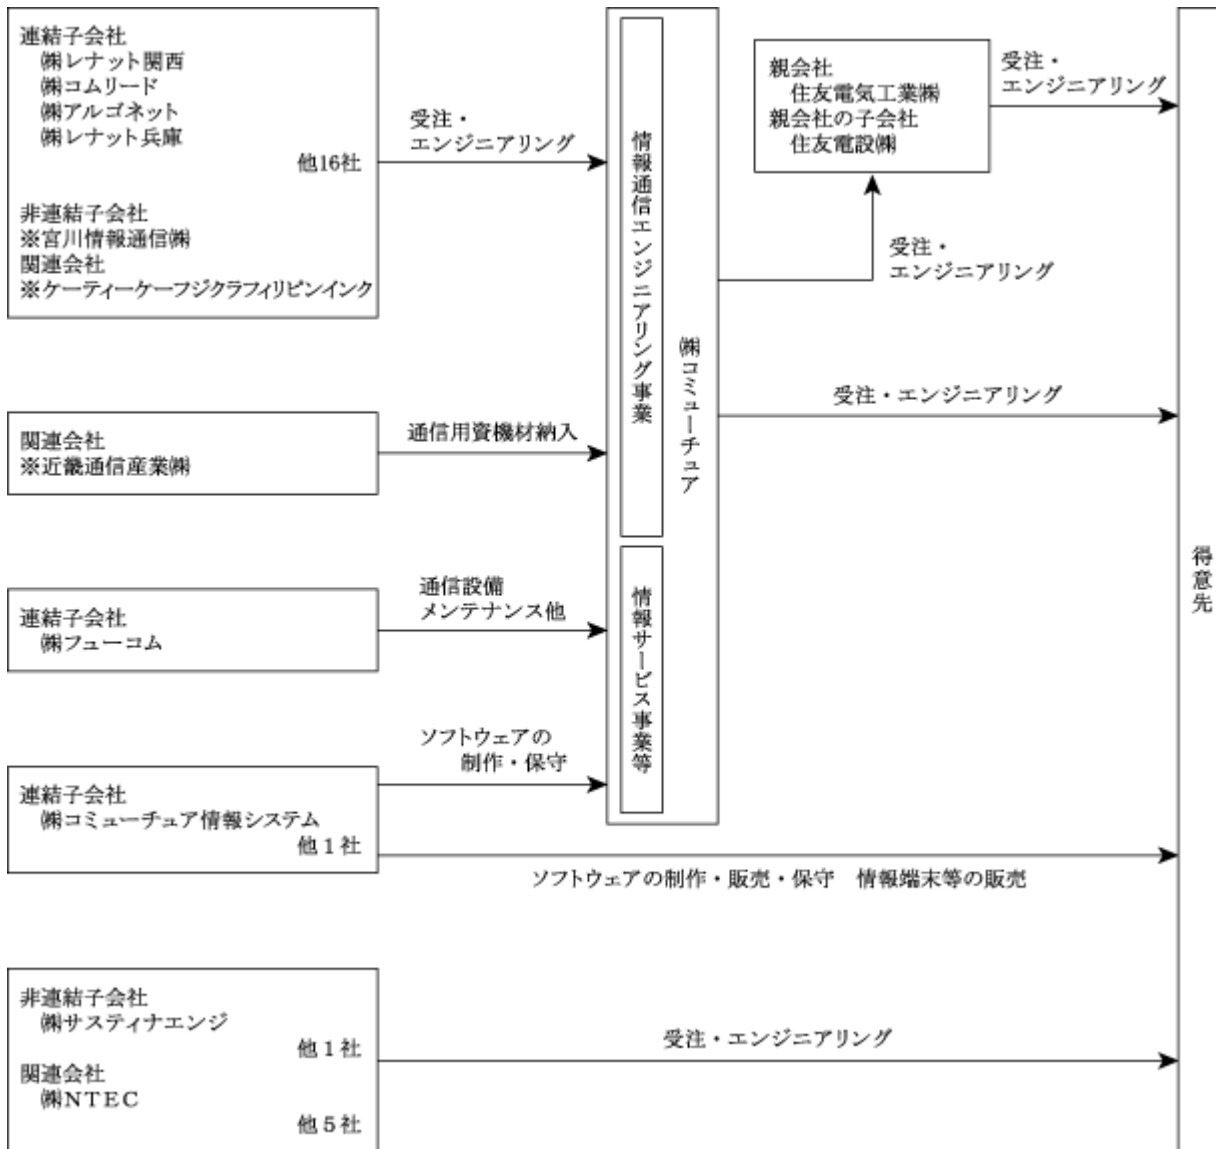 連結子会社
㈱レナット関西
㈱コムリード
㈱アルゴネット
㈱レナット兵庫
他16社
非連結子会社
※宮川情報通信㈱
関連会社
※ケーティーケーフジクラフィリピンインク
受注・
エンジニアリング
関連会社
※近畿通信産業㈱
通信用資機材納入
連結子会社
㈱フューコム
通信設備
メンテナンス他
連結子会社
㈱コミューチュア情報システム
他１社
ソフトウェアの
制作・保守
ソフトウェアの制作・販売・保守　情報端末等の販売
非連結子会社
㈱サスティナエンジ
他１社
関連会社
㈱ＮＴＥＣ
他５社
受注・エンジニアリング
情報通信エンジニアリング事業
情報サービス事業等
㈱コミューチュア
親会社
住友電気工業㈱
親会社の子会社
住友電設㈱
受注・
エンジニアリング
受注・
エンジニアリング
受注・エンジニアリング
得意先